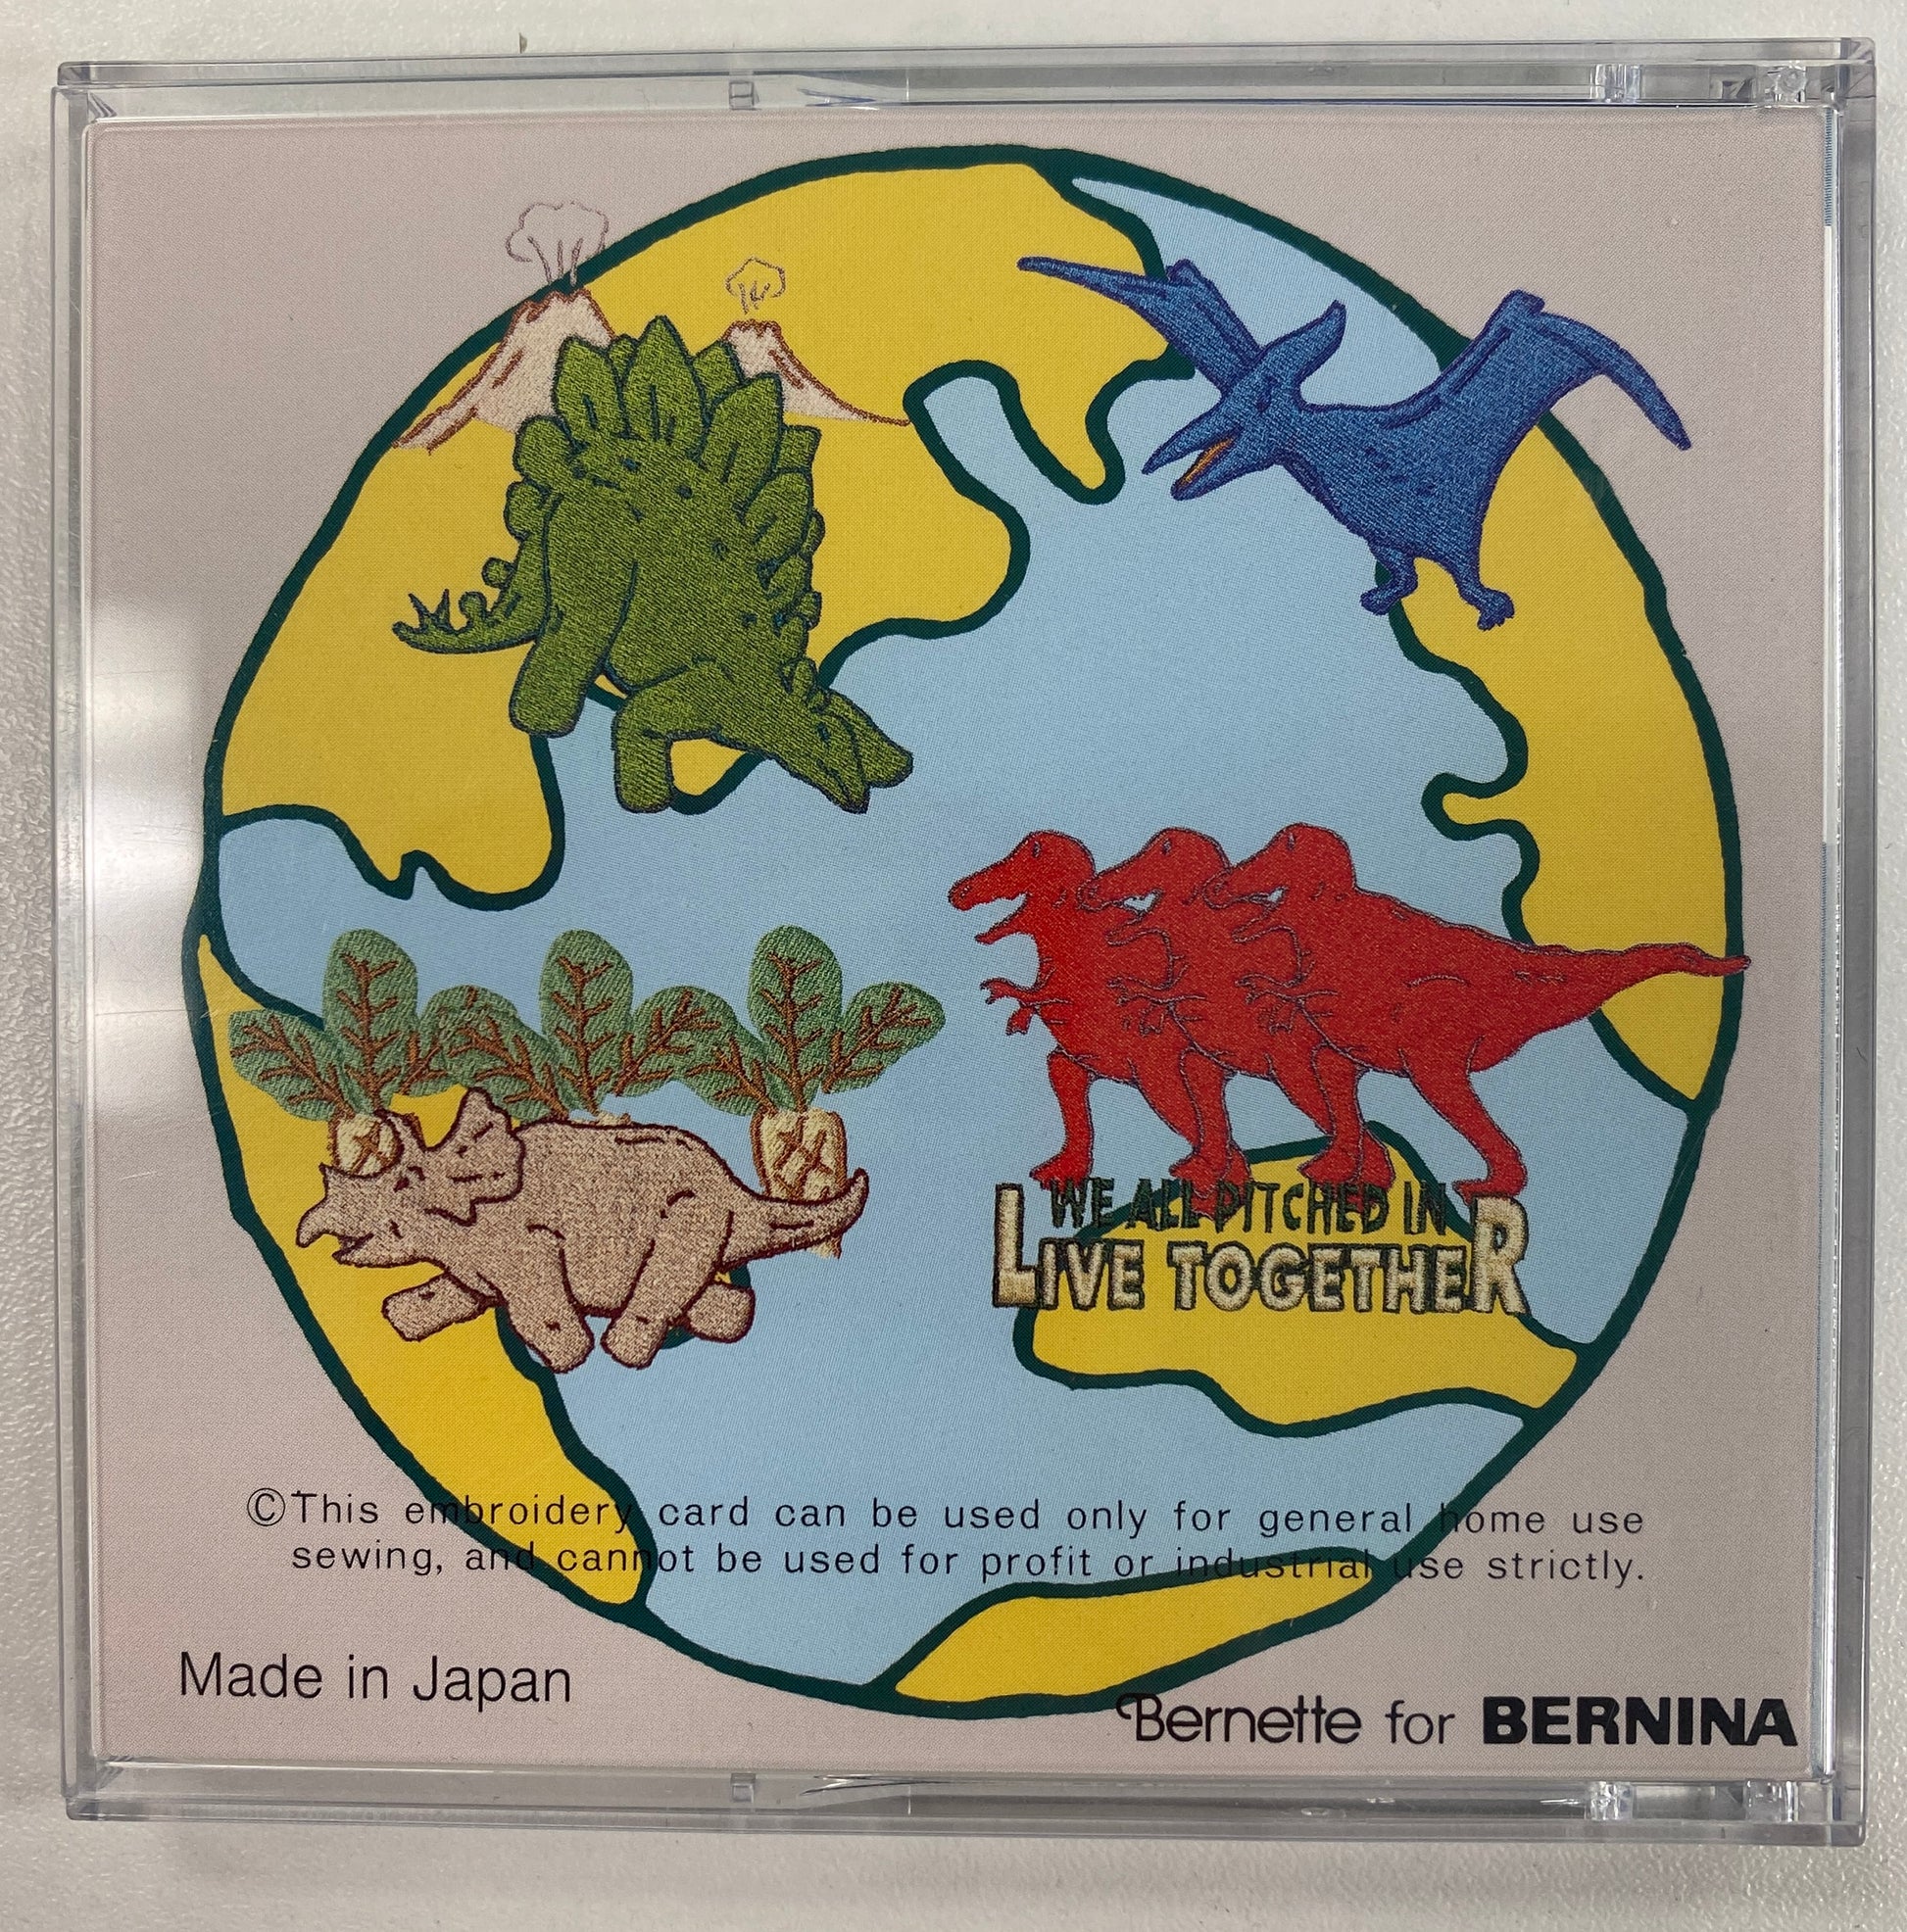 WE ALL PITCHED IN
LIVE TOGETHER
©This embroidery card can be used only for general home use
sewing, and cannot be used for profit or industrial use strictly.
Made in Japan
Bernette for BERNINA